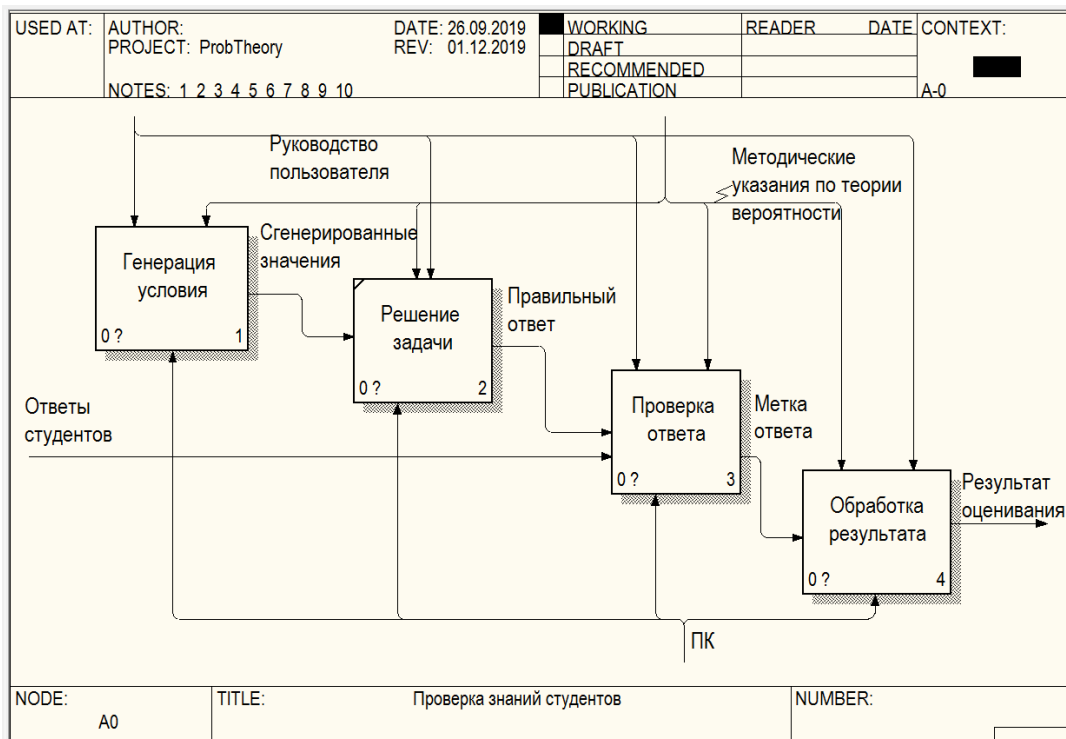 USED AT:
AUTHOR:
DATE: 26.09.2019
PROJECT: ProbTheory
REV: 01.12.2019
NOTES: 1 2 3 4 5 6 7 8 9 10
WORKING
DRAFT
RECOMMENDED
PUBLICATION
READER
DATE
CONTEXT:
A-0
Руководство
пользователя
Методические
указания по теории
вероятности
Генерация
условия
0 ?
1
Сгенерированные
значения
Решение
задачи
0 ?
2
Правильный
ответ
Ответы
студентов
Проверка
ответа
0 ?
3
Метка
ответа
Обработка
результата
0 ?
4
Результат
оценивания
ПК
NODE:
A0
TITLE:
Проверка знаний студентов
NUMBER: